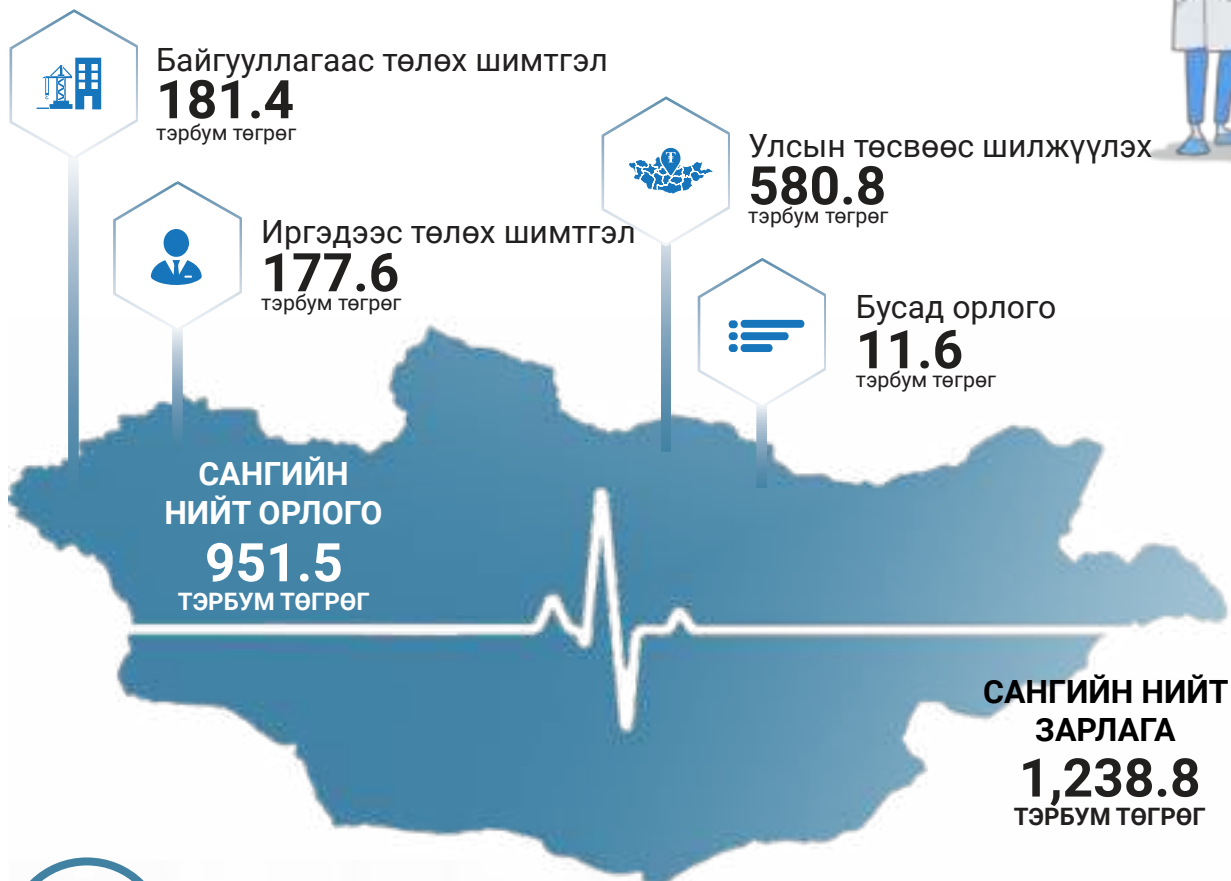 Байгууллагаас төлөх шимтгэл
181.4
тэрбум төгрөг
Иргэдээс төлөх шимтгэл
177.6
тэрбум төгрөг
Улсын төсвөөс шилжүүлэх
580.8
тэрбум төгрөг
Бусад орлого
11.6
тэрбум төгрөг
САНГИЙН
НИЙТ ОРЛОГО
951.5
ТЭРБУМ ТӨГРӨГ
САНГИЙН НИЙТ
ЗАРЛАГА
1,238.8
ТЭРБУМ ТӨГРӨГ